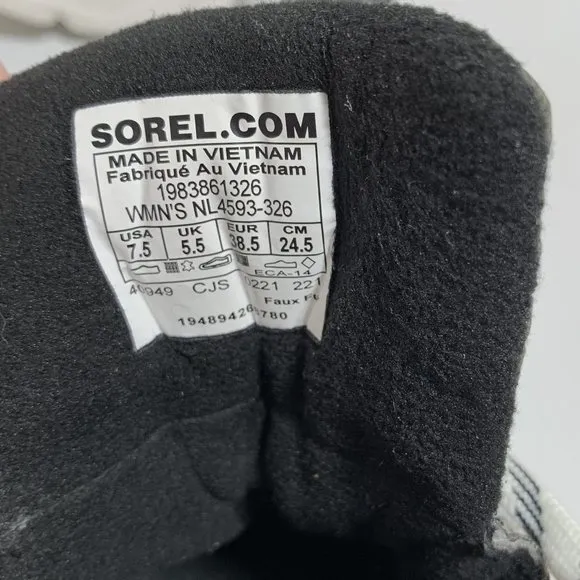 SOREL.COM
MADE IN VIETNAM
Fabriqué Au Vietnam
1983861326
WMN'S NL4593-326
USA UK EUR CM
7.5 5.5 38.5 24.5
ECA-14
CJS 221
Faux